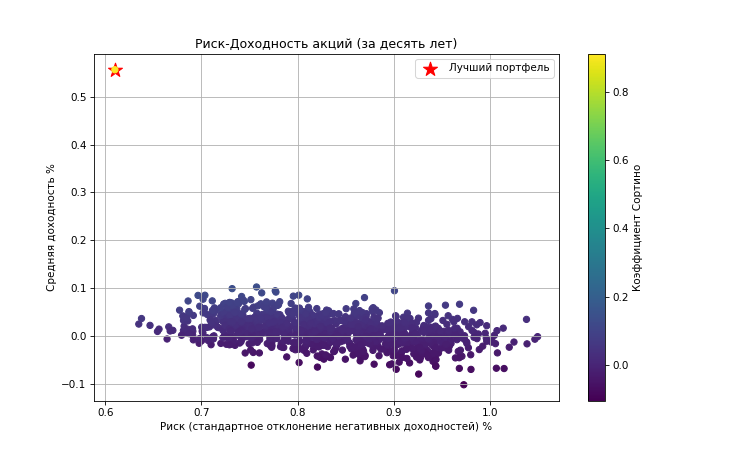 Риск-Доходность акций (за десять лет)
Лучший портфель
Средняя доходность %
0.5
0.4
0.3
0.2
0.1
0.0
−0.1
0.6 0.7 0.8 0.9 1.0
Риск (стандартное отклонение негативных доходностей) %
0.8
0.6
0.4
0.2
0.0
Коэффициент Сортино